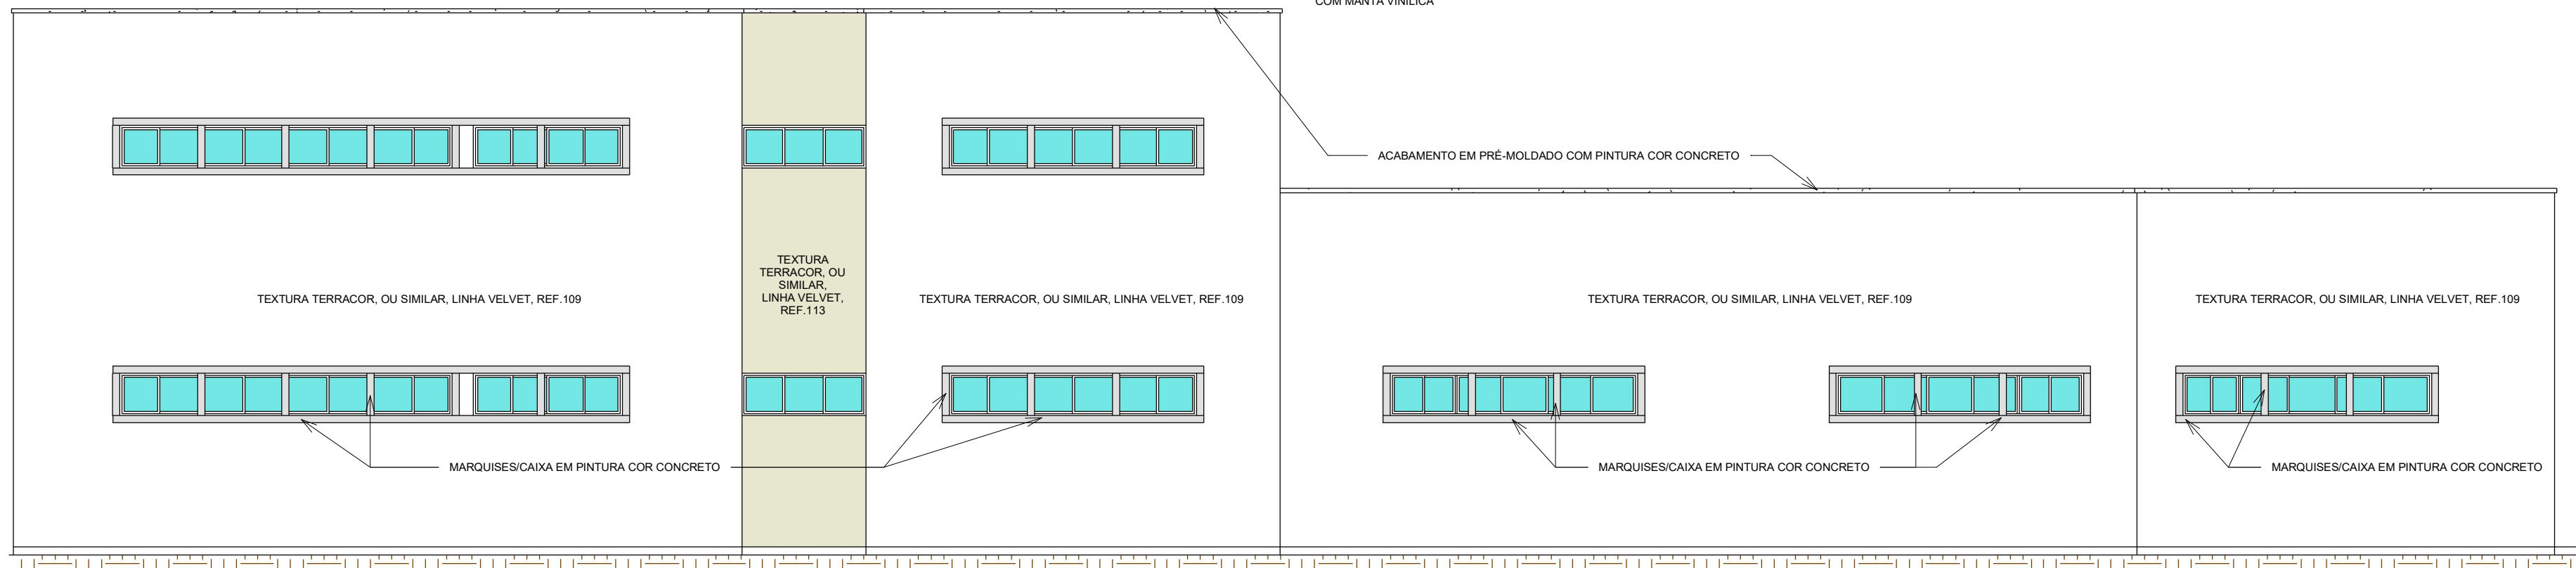 COM MANTA VINÍLICA
ACABAMENTO EM PRÉ-MOLDADO COM PINTURA COR CONCRETO
TEXTURA
TERRACOR, OU
SIMILAR,
LINHA VELVET,
REF.113
TEXTURA TERRACOR, OU SIMILAR, LINHA VELVET, REF.109
TEXTURA TERRACOR, OU SIMILAR, LINHA VELVET, REF.109
TEXTURA TERRACOR, OU SIMILAR, LINHA VELVET, REF.109
TEXTURA TERRACOR, OU SIMILAR, LINHA VELVET, REF.109
MARQUISES/CAIXA EM PINTURA COR CONCRETO
MARQUISES/CAIXA EM PINTURA COR CONCRETO
MARQUISES/CAIXA EM PINTURA COR CONCRETO